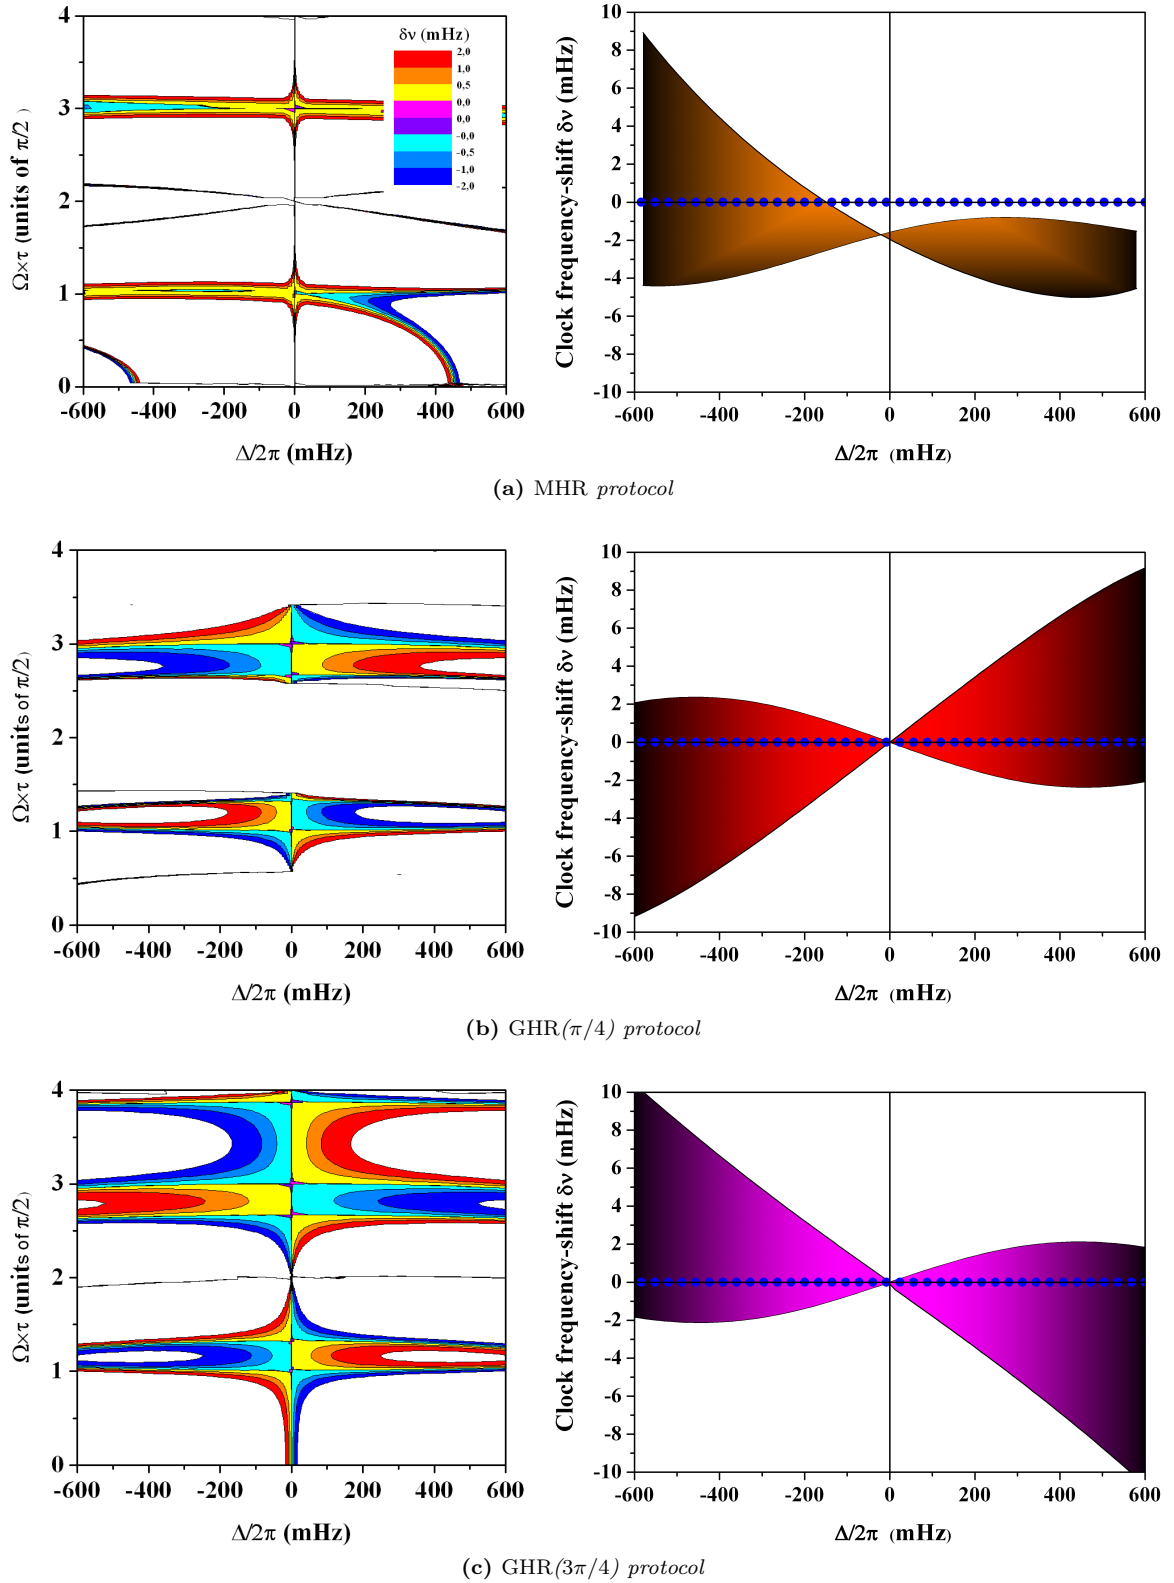 4
3
2
1
0
Ω×τ (units of π/2 )
δν (mHz)
2,0
1,0
0,5
0,0
0,0
-0,0
-0,5
-1,0
-2,0
-600 -400 -200 0 200 400 600
Δ/2π (mHz)
10
8
6
4
2
0
-2
-4
-6
-8
-10
Clock frequency-shift δν (mHz)
-600 -400 -200 0 200 400 600
Δ/2π (mHz)
(a) MHR protocol
4
3
2
1
0
Ω×τ (units of π/2)
-600 -400 -200 0 200 400 600
Δ/2π (mHz)
10
8
6
4
2
0
-2
-4
-6
-8
-10
Clock frequency-shift δν (mHz)
-600 -400 -200 0 200 400 600
Δ/2π (mHz)
(b) GHR(π/4) protocol
4
3
2
1
0
Ω×τ (units of π/2)
-600 -400 -200 0 200 400 600
Δ/2π (mHz)
10
8
6
4
2
0
-2
-4
-6
-8
-10
Clock frequency-shift δν (mHz)
-600 -400 -200 0 200 400 600
Δ/2π (mHz)
(c) GHR(3π/4) protocol